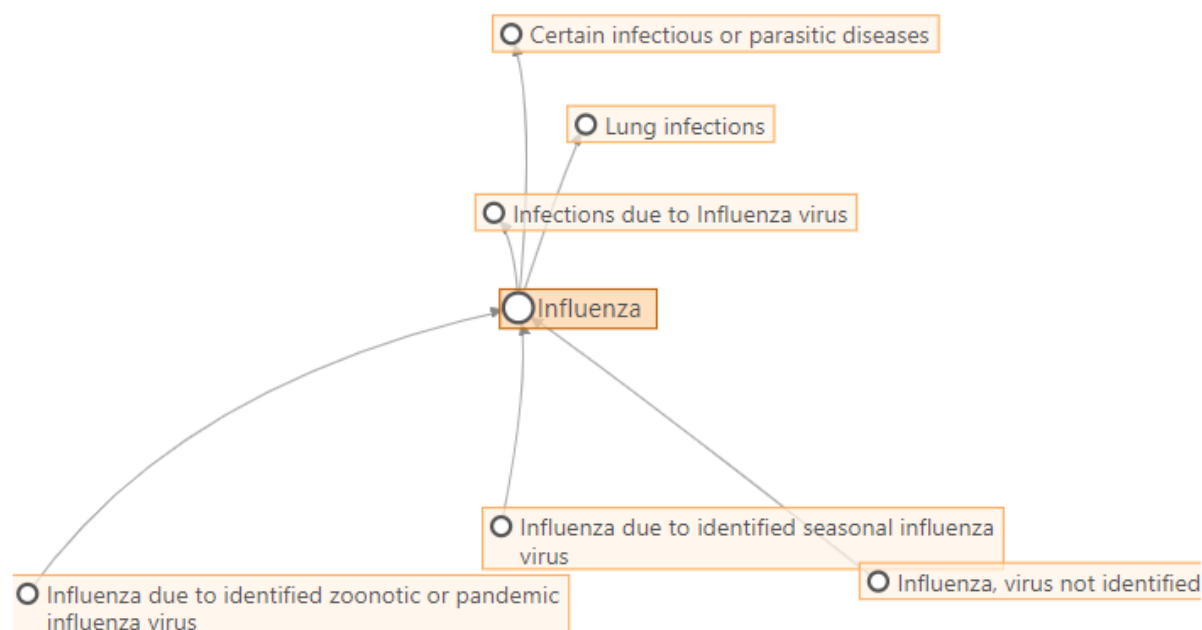 Certain infectious or parasitic diseases
Lung infections
Infections due to Influenza virus
Influenza
Influenza due to identified seasonal influenza
virus
Influenza, virus not identified
Influenza due to identified zoonotic or pandemic
influenza virus